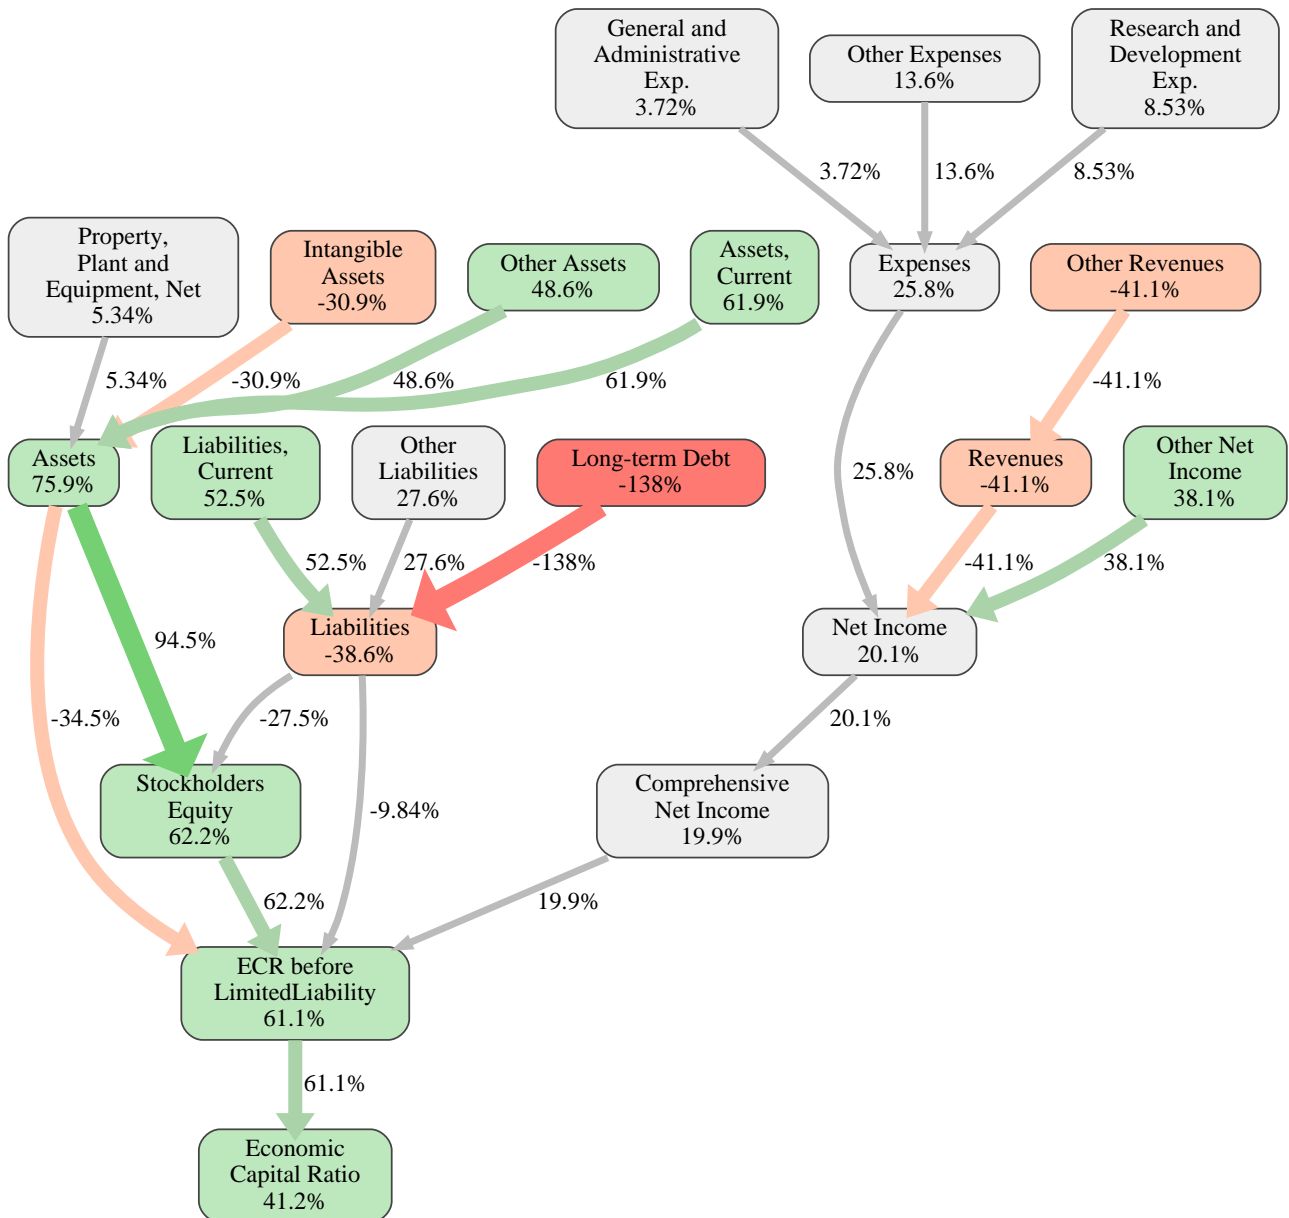 General and
Administrative
Exp.
3.72%
Other Expenses
13.6%
Research and
Development
Exp.
8.53%
3.72%
13.6%
8.53%
Property,
Plant and
Equipment, Net
5.34%
Intangible
Assets
-30.9%
Other Assets
48.6%
Assets,
Current
61.9%
Expenses
25.8%
Other Revenues
-41.1%
5.34%
-30.9%
48.6%
61.9%
-41.1%
Assets
75.9%
Liabilities,
Current
52.5%
Other
Liabilities
27.6%
Long-term Debt
-138%
25.8%
Revenues
-41.1%
Other Net
Income
38.1%
52.5%
27.6%
-138%
-41.1%
38.1%
94.5%
Liabilities
-38.6%
Net Income
20.1%
-34.5%
-27.5%
20.1%
Stockholders
Equity
62.2%
-9.84%
Comprehensive
Net Income
19.9%
62.2%
19.9%
ECR before
LimitedLiability
61.1%
61.1%
Economic
Capital Ratio
41.2%